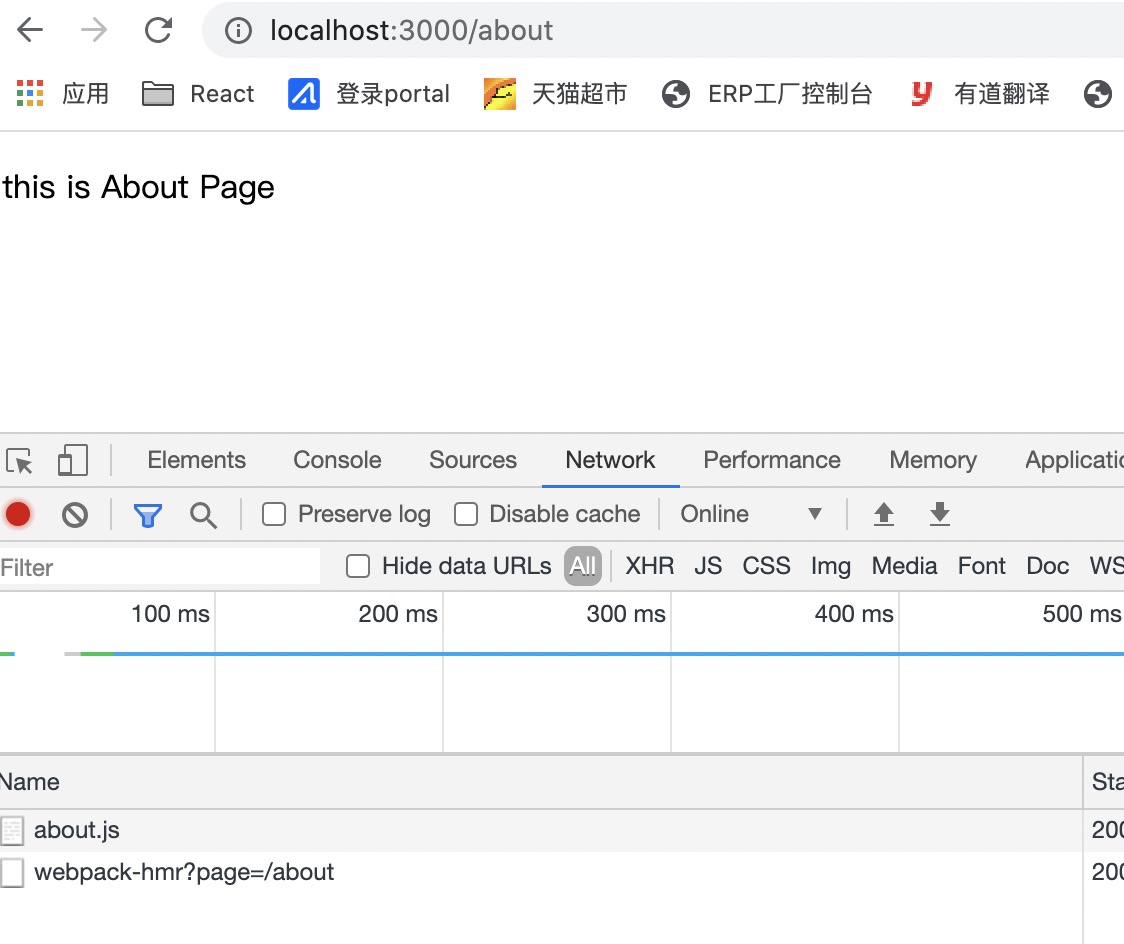 localhost:3000/about
应用 React 登录portal 天猫超市 ERP工厂控制台 有道翻译
this is About Page
Elements Console Sources Network Performance Memory Applicatio
Preserve log Disable cache Online
Filter Hide data URLs All XHR JS CSS Img Media Font Doc WS
100 ms 200 ms 300 ms 400 ms 500 ms
Name Sta
about.js 200
webpack-hmr?page=/about 200